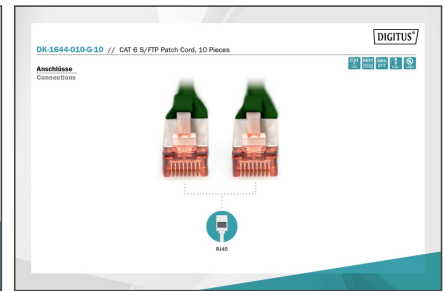 DIGITUS®
DK-1644-010-G-10 // CAT 6 S/FTP Patch Cord, 10 Pieces
Anschlüsse
Connections
RJ45